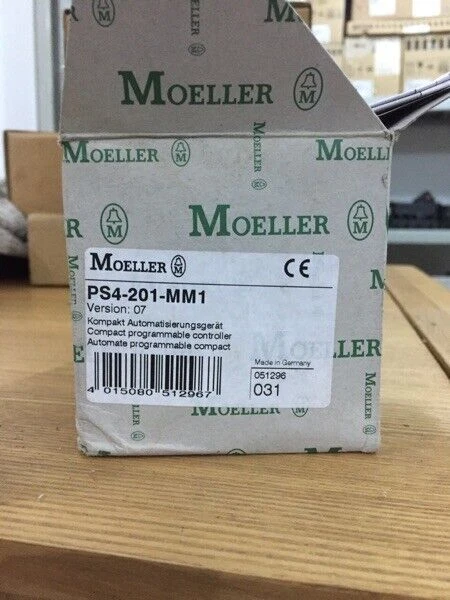 MOELLER
MOELLER
MOELLER
MOELLER
MOELLER
CE
PS4-201-MM1
Version: 07
Kompakt Automatisierungsgerät
Compact programmable controller
Automate programmable compact
Made in Germany
4 015080 512967
051296
031
MOELLER